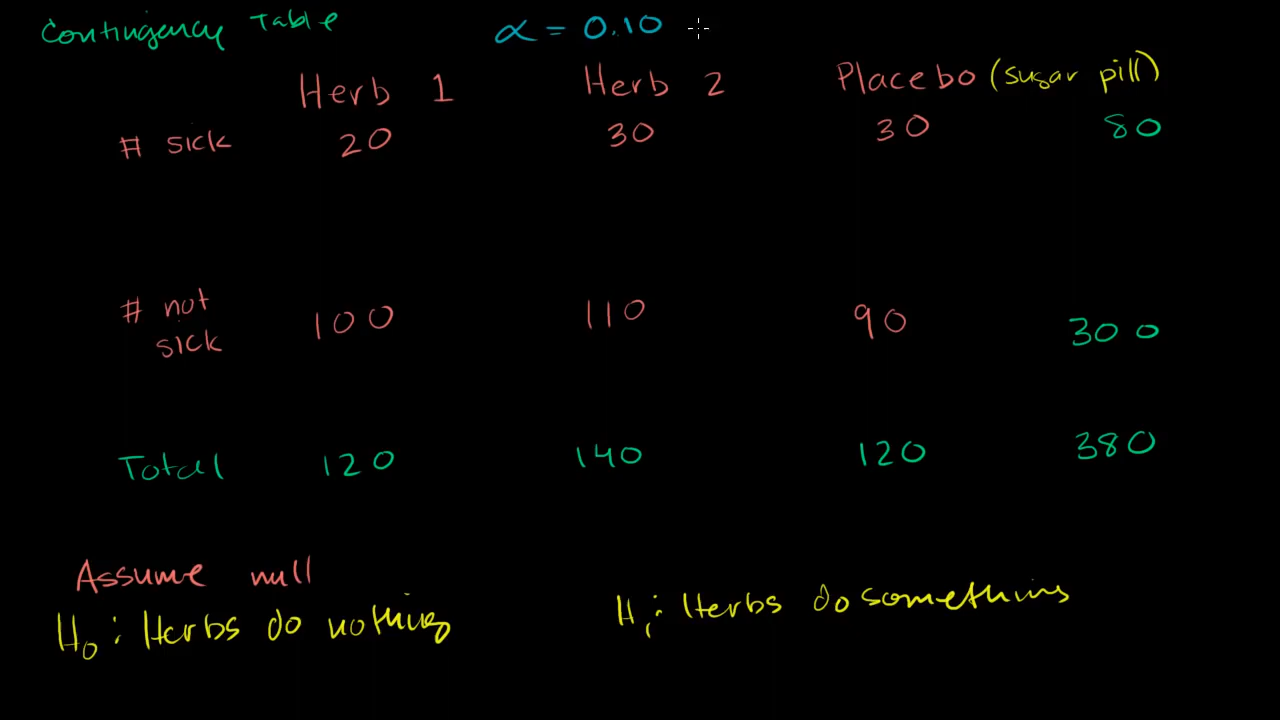 Contingency Table α = 0.10
Herb 1 Herb 2 Placebo (sugar pill)
# sick 20 30 30 80
# not
sick 100 110 90 300
Total 120 140 120 380
Assume null
H₀: Herbs do nothing H₁: Herbs do something